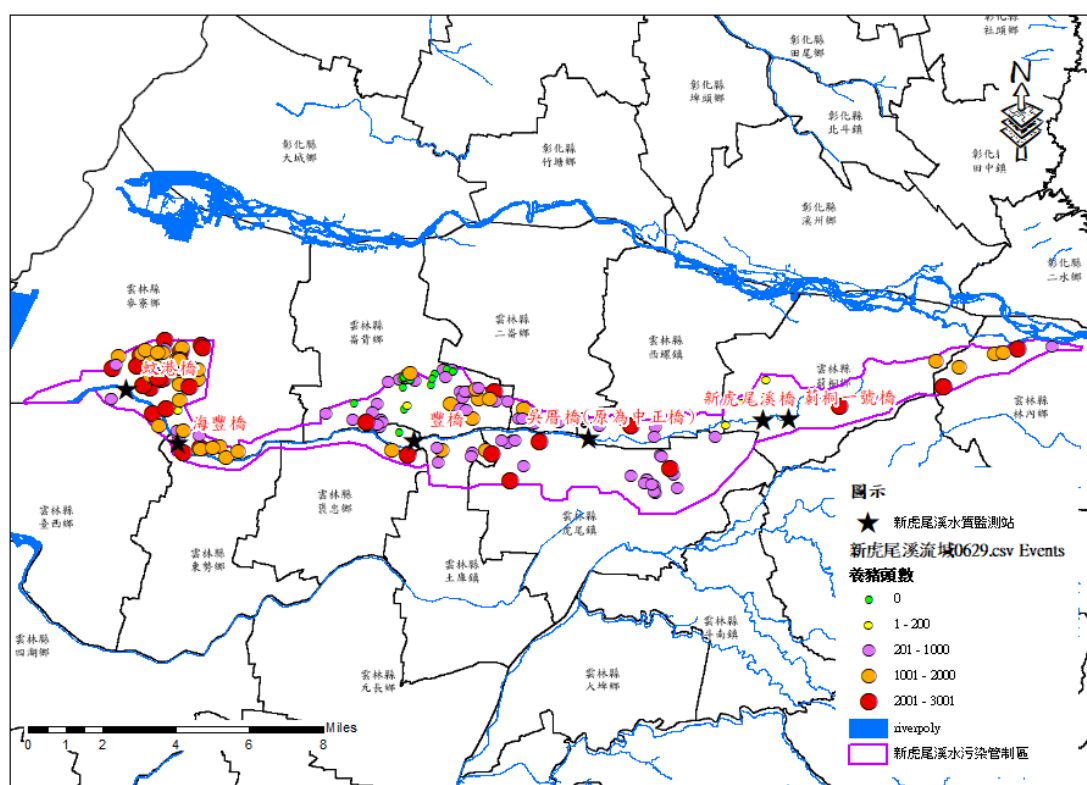 彰化縣
社頭鄉
彰化縣
田尾鄉
彰化縣
埤頭鄉
彰化縣
北斗鎮
N
彰化縣
大城鄉
彰化縣
竹塘鄉
田中鎮
彰化縣
溪州鄉
彰化縣
二水鄉
雲林縣
麥寮鄉
雲林縣
崙背鄉
雲林縣
二崙鄉
雲林縣
西螺鎮
雲林縣
莿桐鄉
蚊港橋
新虎尾溪橋
莿桐一號橋
雲林縣
林內鄉
海豐橋
豐橋
吳厝橋(原為中正橋)
雲林縣
臺西鄉
雲林縣
東勢鄉
雲林縣
褒忠鄉
雲林縣
土庫鎮
雲林縣
虎尾鎮
雲林縣
四湖鄉
雲林縣
元長鄉
雲林縣
大埤鄉
雲林縣
斗南鎮
圖示
新虎尾溪水質監測站
新虎尾溪流域0629.csv Events
養豬頭數
0
1 - 200
201 - 1000
1001 - 2000
2001 - 3001
riverpoly
新虎尾溪水污染管制區
Miles
0 2 4 6 8